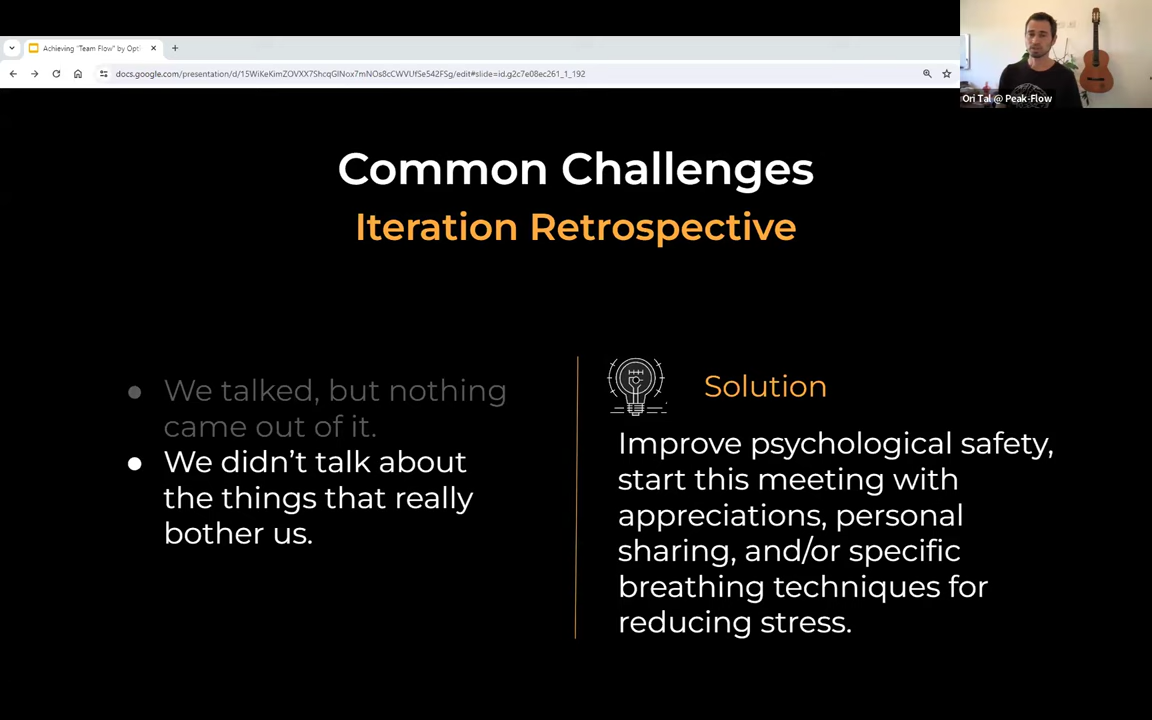 Achieving "Team Flow" by Opti
docs.google.com/presentation/d/15WiKeKimZOVXX7ShcqGlNox7mNOs8cCWVUfSe542FSg/edit#slide=id.g2c7e08ec261_1_192
Ori Tal @ Peak-Flow
Common Challenges
Iteration Retrospective
● We talked, but nothing
came out of it.
● We didn't talk about
the things that really
bother us.
Solution
Improve psychological safety,
start this meeting with
appreciations, personal
sharing, and/or specific
breathing techniques for
reducing stress.